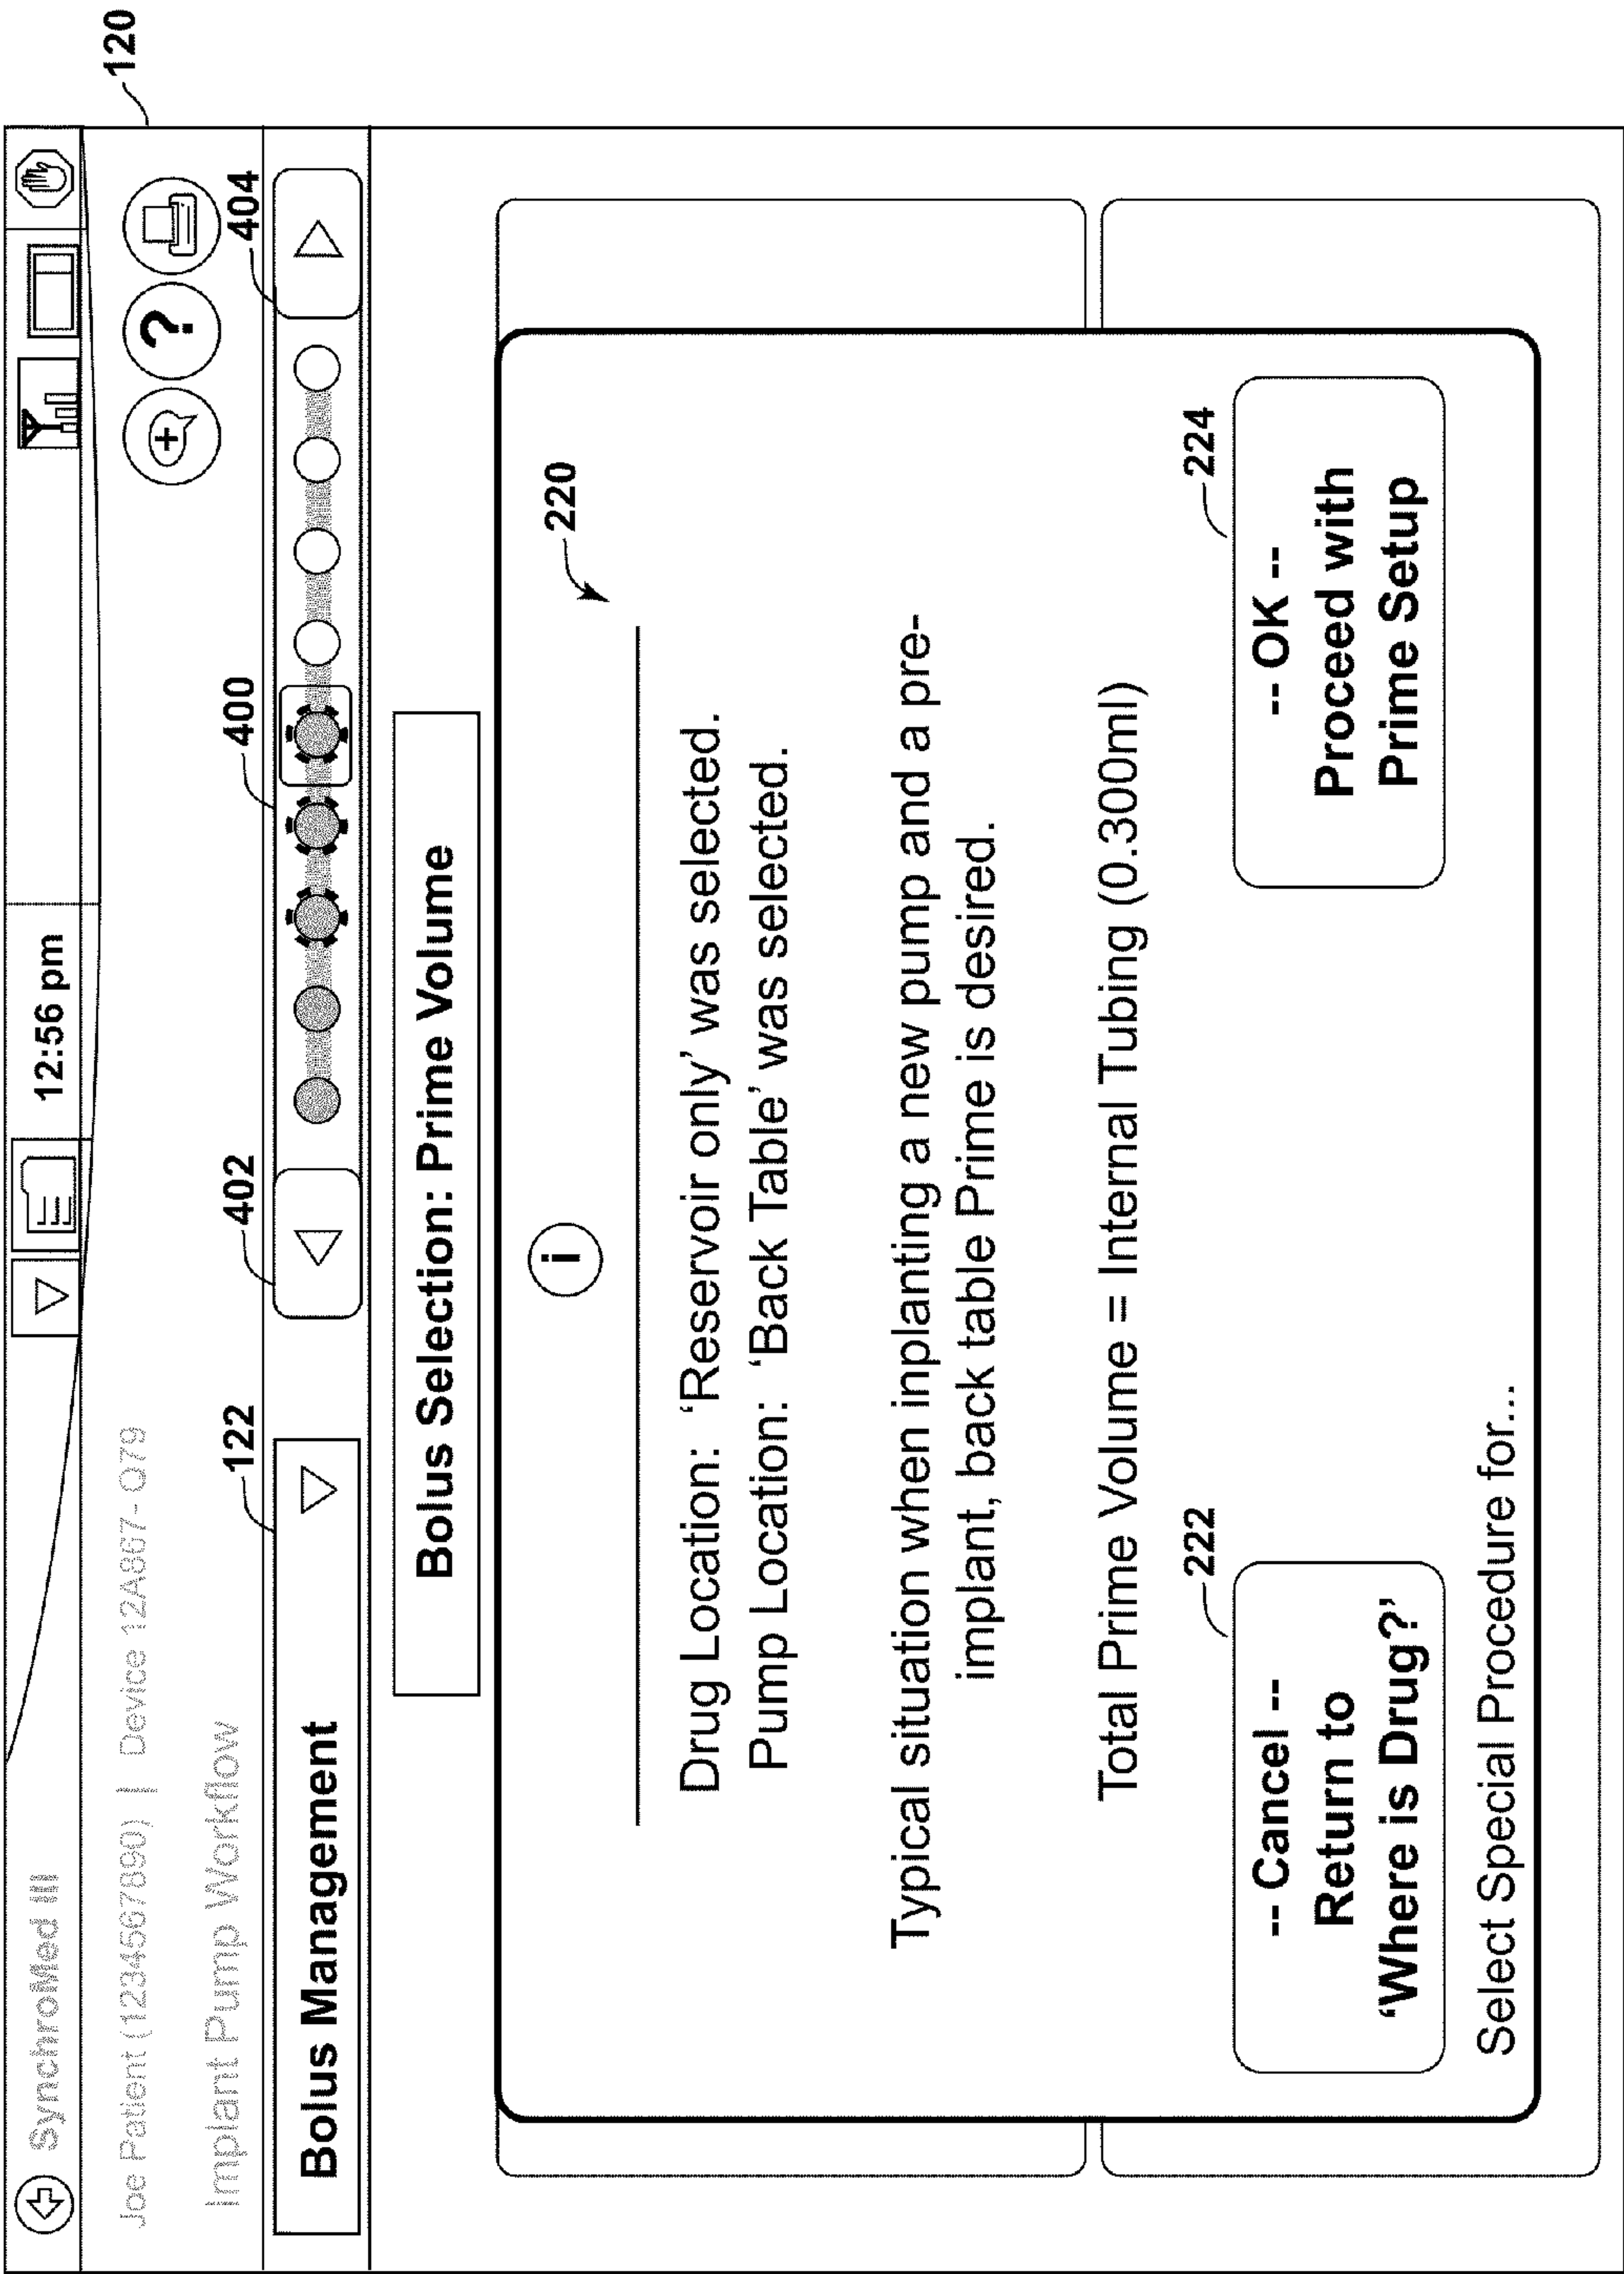 SynchroMed III
12:56 pm
120
Joe Patient (1234567890) | Device 12A867- Q79
Implant Pump Workflow
?
+
122
402
400
404
Bolus Management
Bolus Selection: Prime Volume
i
220
Drug Location: ‘Reservoir only’ was selected.
Pump Location: ‘Back Table’ was selected.
Typical situation when inplanting a new pump and a pre-
implant, back table Prime is desired.
Total Prime Volume = Internal Tubing (0.300ml)
222
224
-- Cancel --
Return to
‘Where is Drug?’
-- OK --
Proceed with
Prime Setup
Select Special Procedure for...